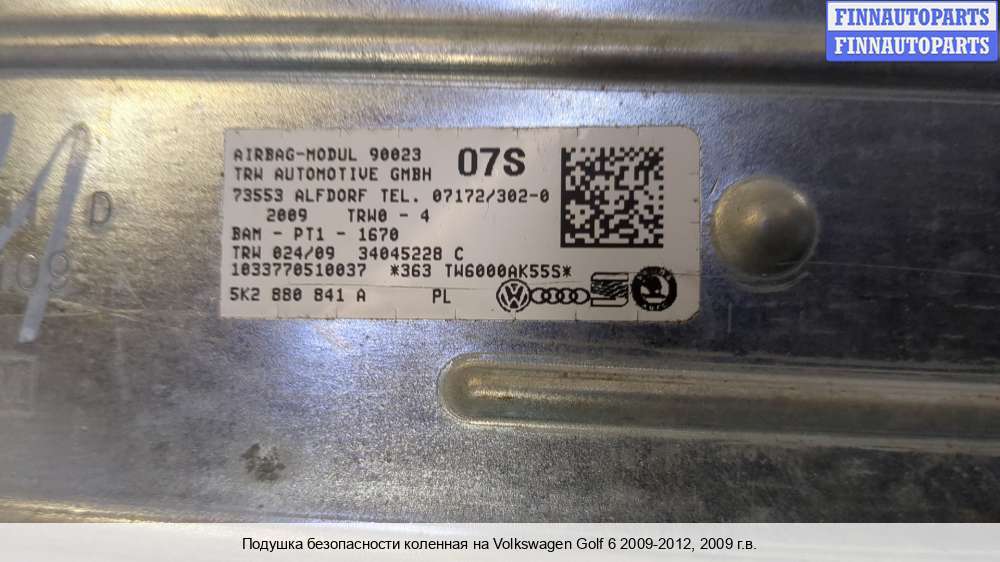 FINNAUTOPARTS
FINNAUTOPARTS
AIRBAG-MODUL 90023 07S
TRW AUTOMOTIVE GMBH
73553 ALFDORF TEL. 07172/302-0
2009 TRW0 - 4
BAM - PT1 - 1670
TRW 024/09 34045228 C
1033770510037 *363 TW6000AK55S*
5K2 880 841 A PL
D
109
Подушка безопасности коленная на Volkswagen Golf 6 2009-2012, 2009 г.в.